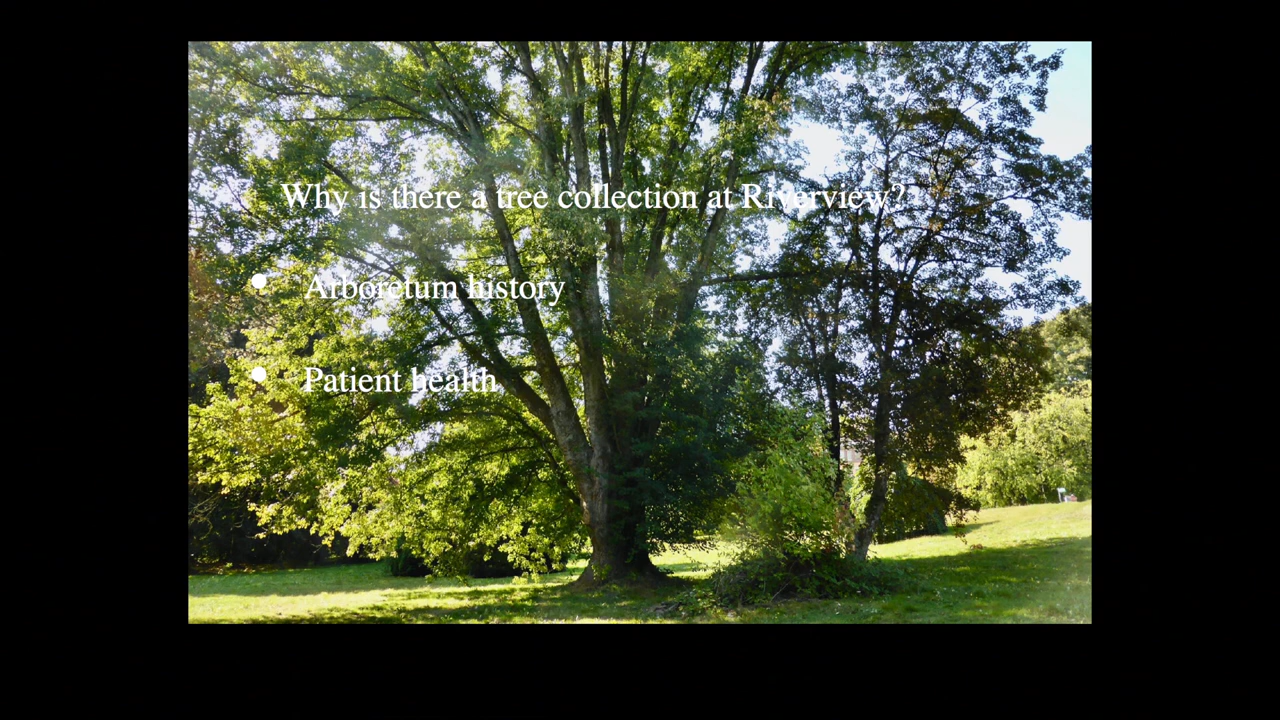 Why is there a tree collection at Riverview?
• Arboretum history
• Patient health